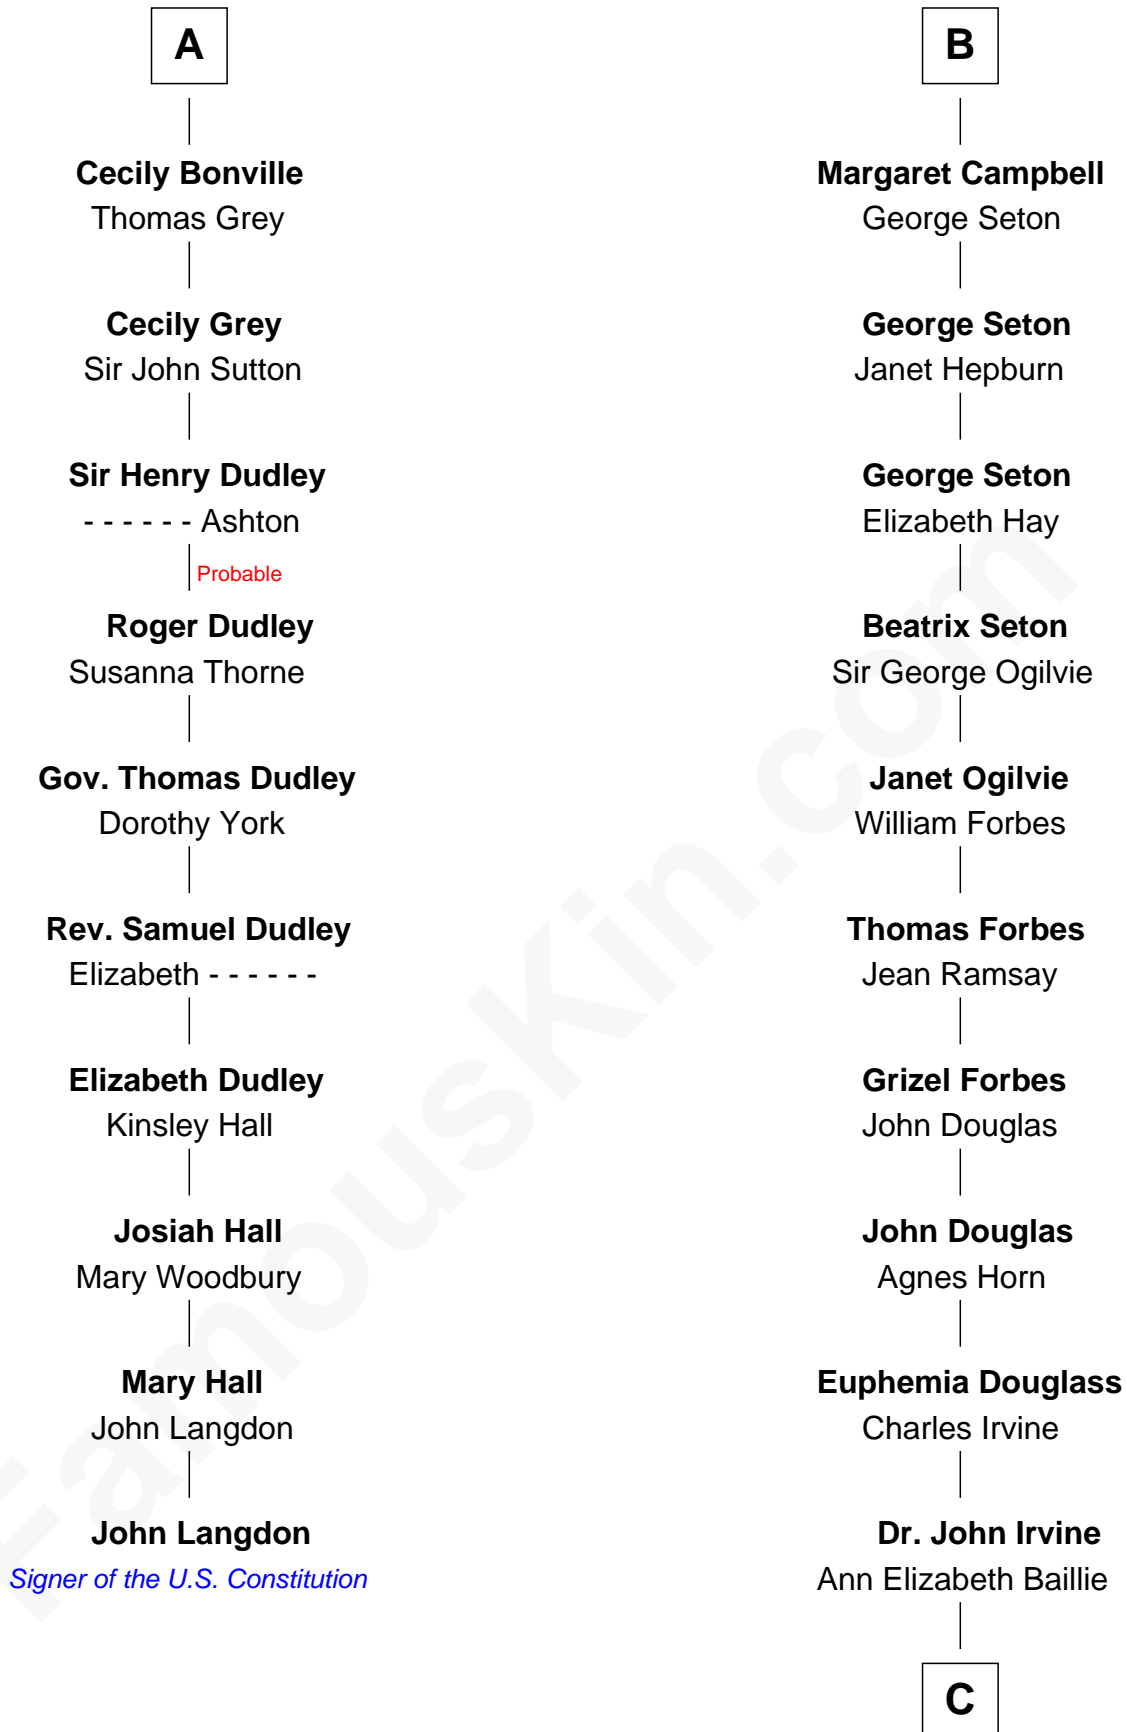 A
Cecily Bonville
Thomas Grey
Cecily Grey
Sir John Sutton
Sir Henry Dudley
- - - - - - Ashton
Probable
Roger Dudley
Susanna Thorne
Gov. Thomas Dudley
Dorothy York
Rev. Samuel Dudley
Elizabeth - - - - - -
Elizabeth Dudley
Kinsley Hall
Josiah Hall
Mary Woodbury
Mary Hall
John Langdon
John Langdon
Signer of the U.S. Constitution
B
Margaret Campbell
George Seton
George Seton
Janet Hepburn
George Seton
Elizabeth Hay
Beatrix Seton
Sir George Ogilvie
Janet Ogilvie
William Forbes
Thomas Forbes
Jean Ramsay
Grizel Forbes
John Douglas
John Douglas
Agnes Horn
Euphemia Douglass
Charles Irvine
Dr. John Irvine
Ann Elizabeth Baillie
C
FamousKin.com